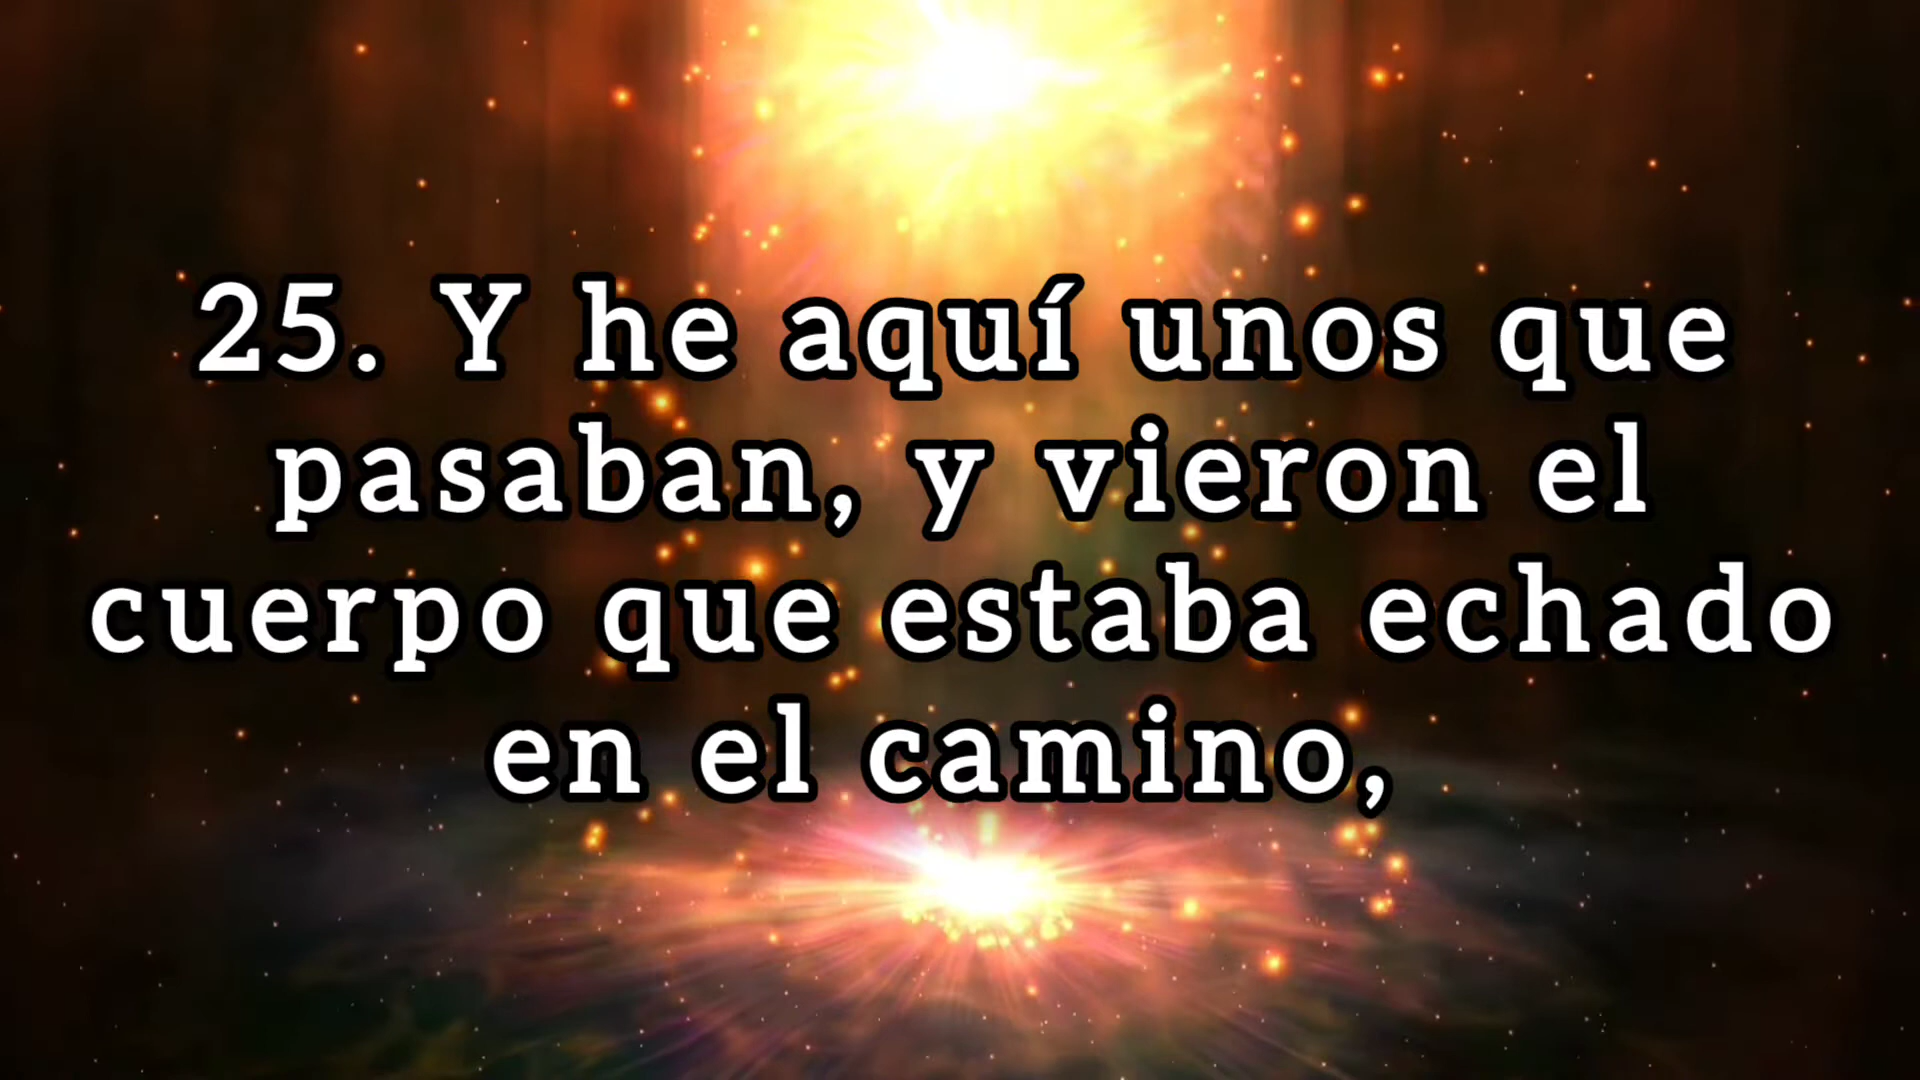 25. Y he aquí unos que
pasaban, y vieron el
cuerpo que estaba echado
en el camino,